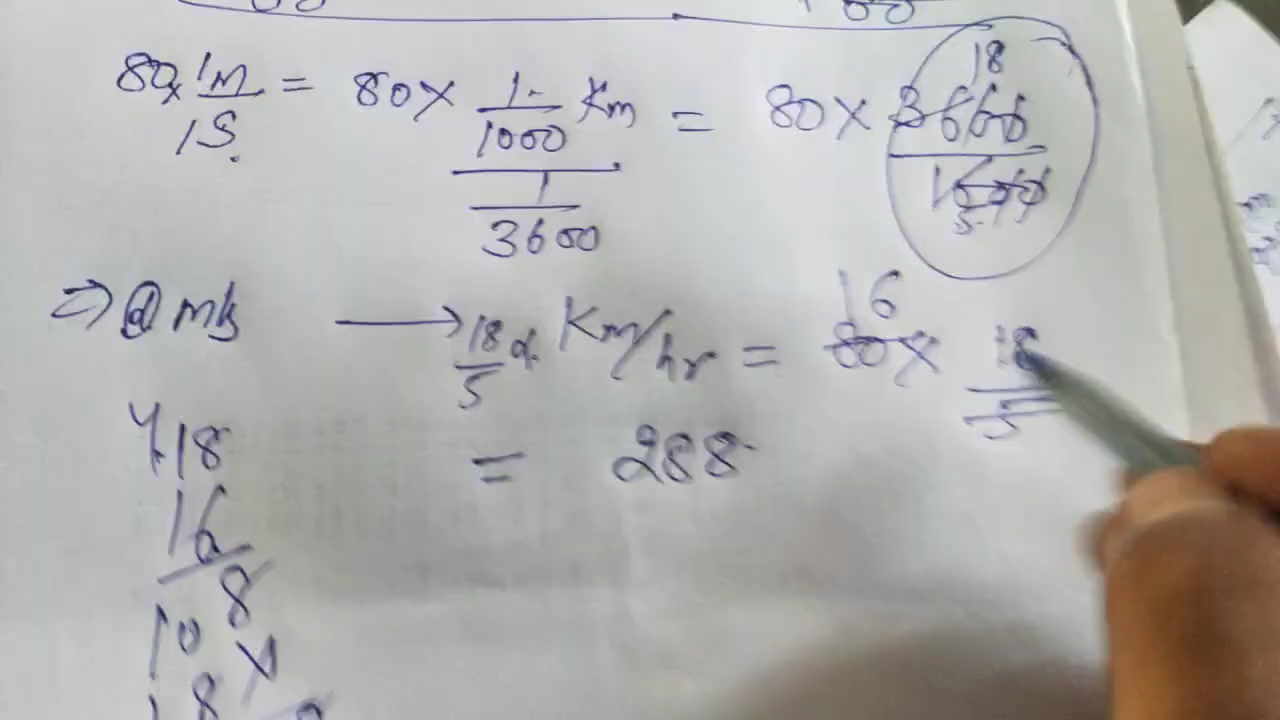 80 x 1m/1s = 80 x (1/1000 km)/(1/3600) = 80 x 3600/1000 18 5
⇒ @ m/s → 18/5 a Km/hr = 80 x 18/5 16
= 288
18
16
8
10 x
18